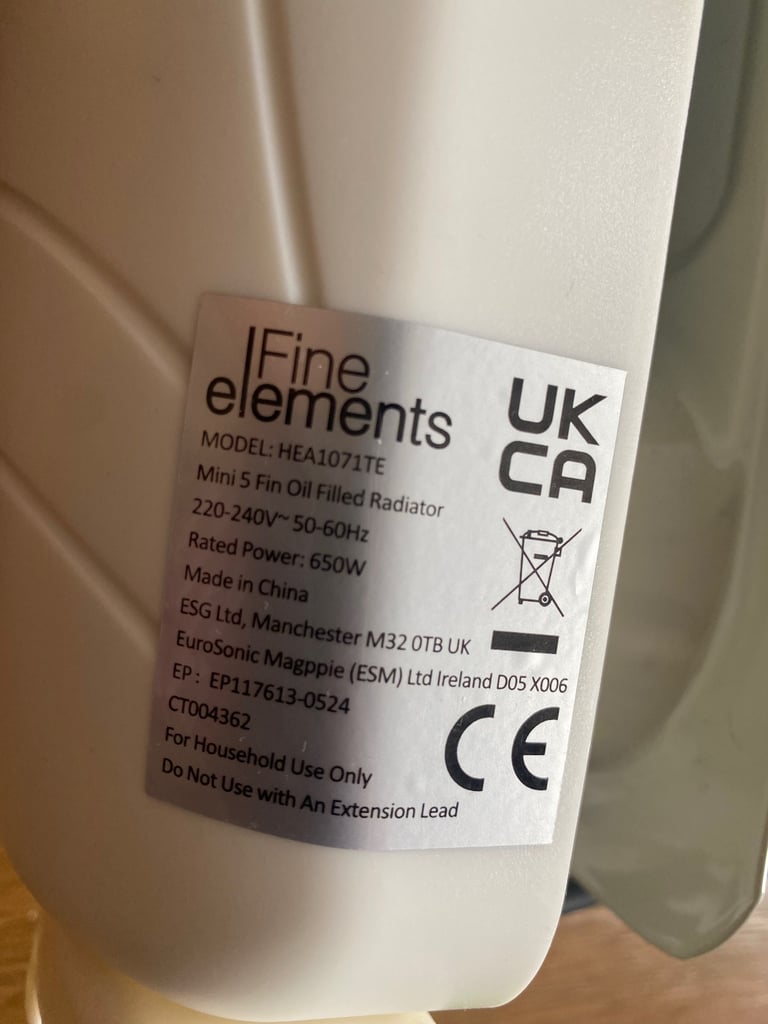 Fine
elements
UK
CA
MODEL: HEA1071TE
Mini 5 Fin Oil Filled Radiator
220-240V~ 50-60Hz
Rated Power: 650W
Made in China
ESG Ltd, Manchester M32 0TB UK
EuroSonic Magppie (ESM) Ltd Ireland D05 X006
EP: EP117613-0524
CT004362
CE
For Household Use Only
Do Not Use with An Extension Lead